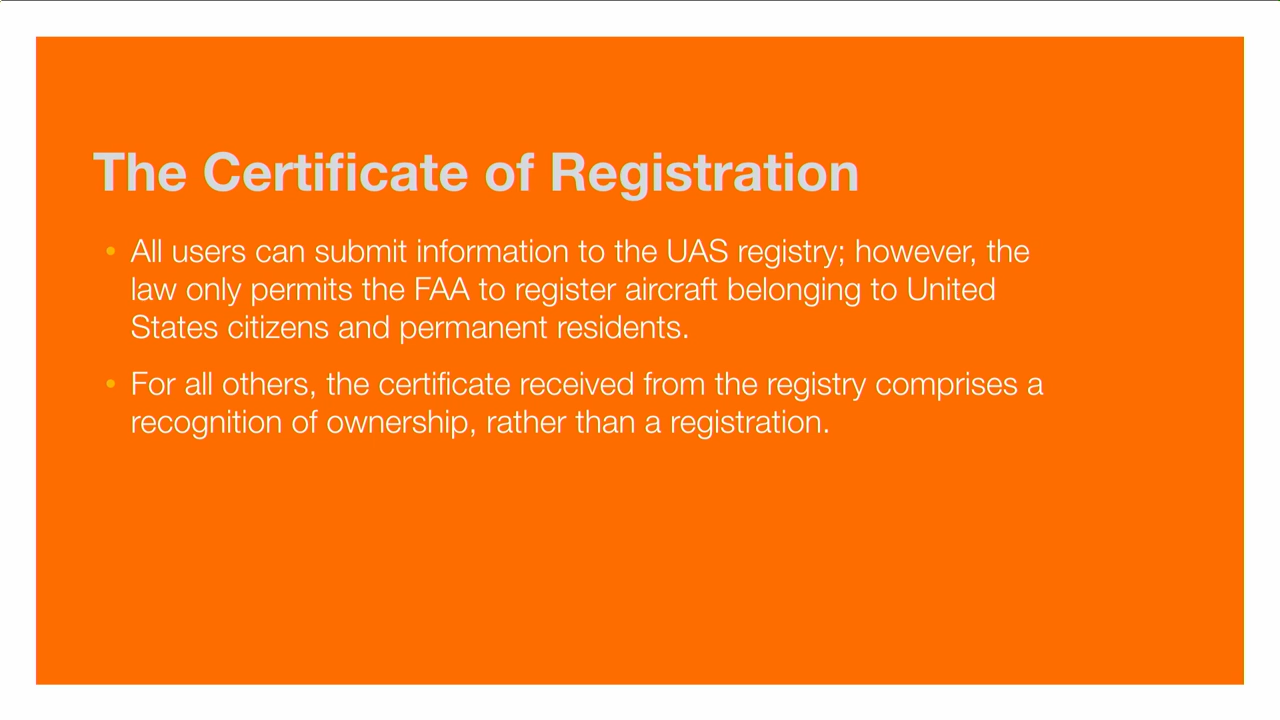 The Certificate of Registration
• All users can submit information to the UAS registry; however, the
law only permits the FAA to register aircraft belonging to United
States citizens and permanent residents.
• For all others, the certificate received from the registry comprises a
recognition of ownership, rather than a registration.